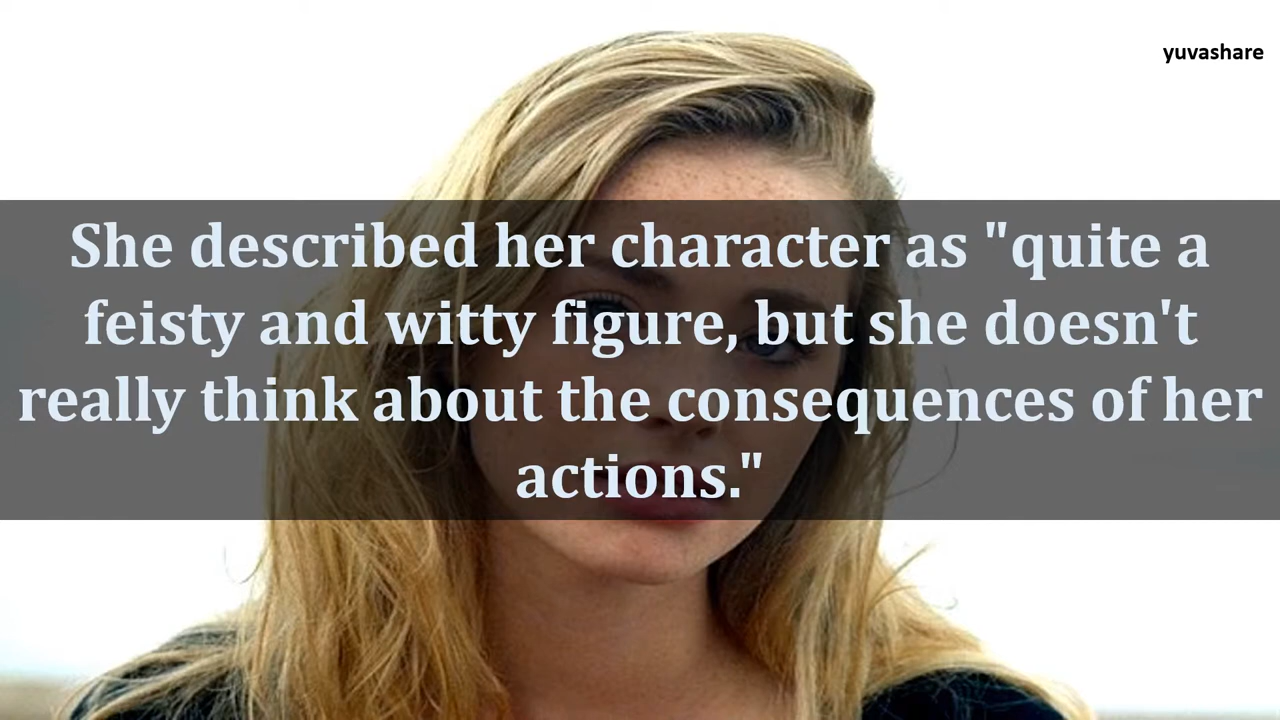 yuvashare
She described her character as "quite a
feisty and witty figure, but she doesn't
really think about the consequences of her
actions."